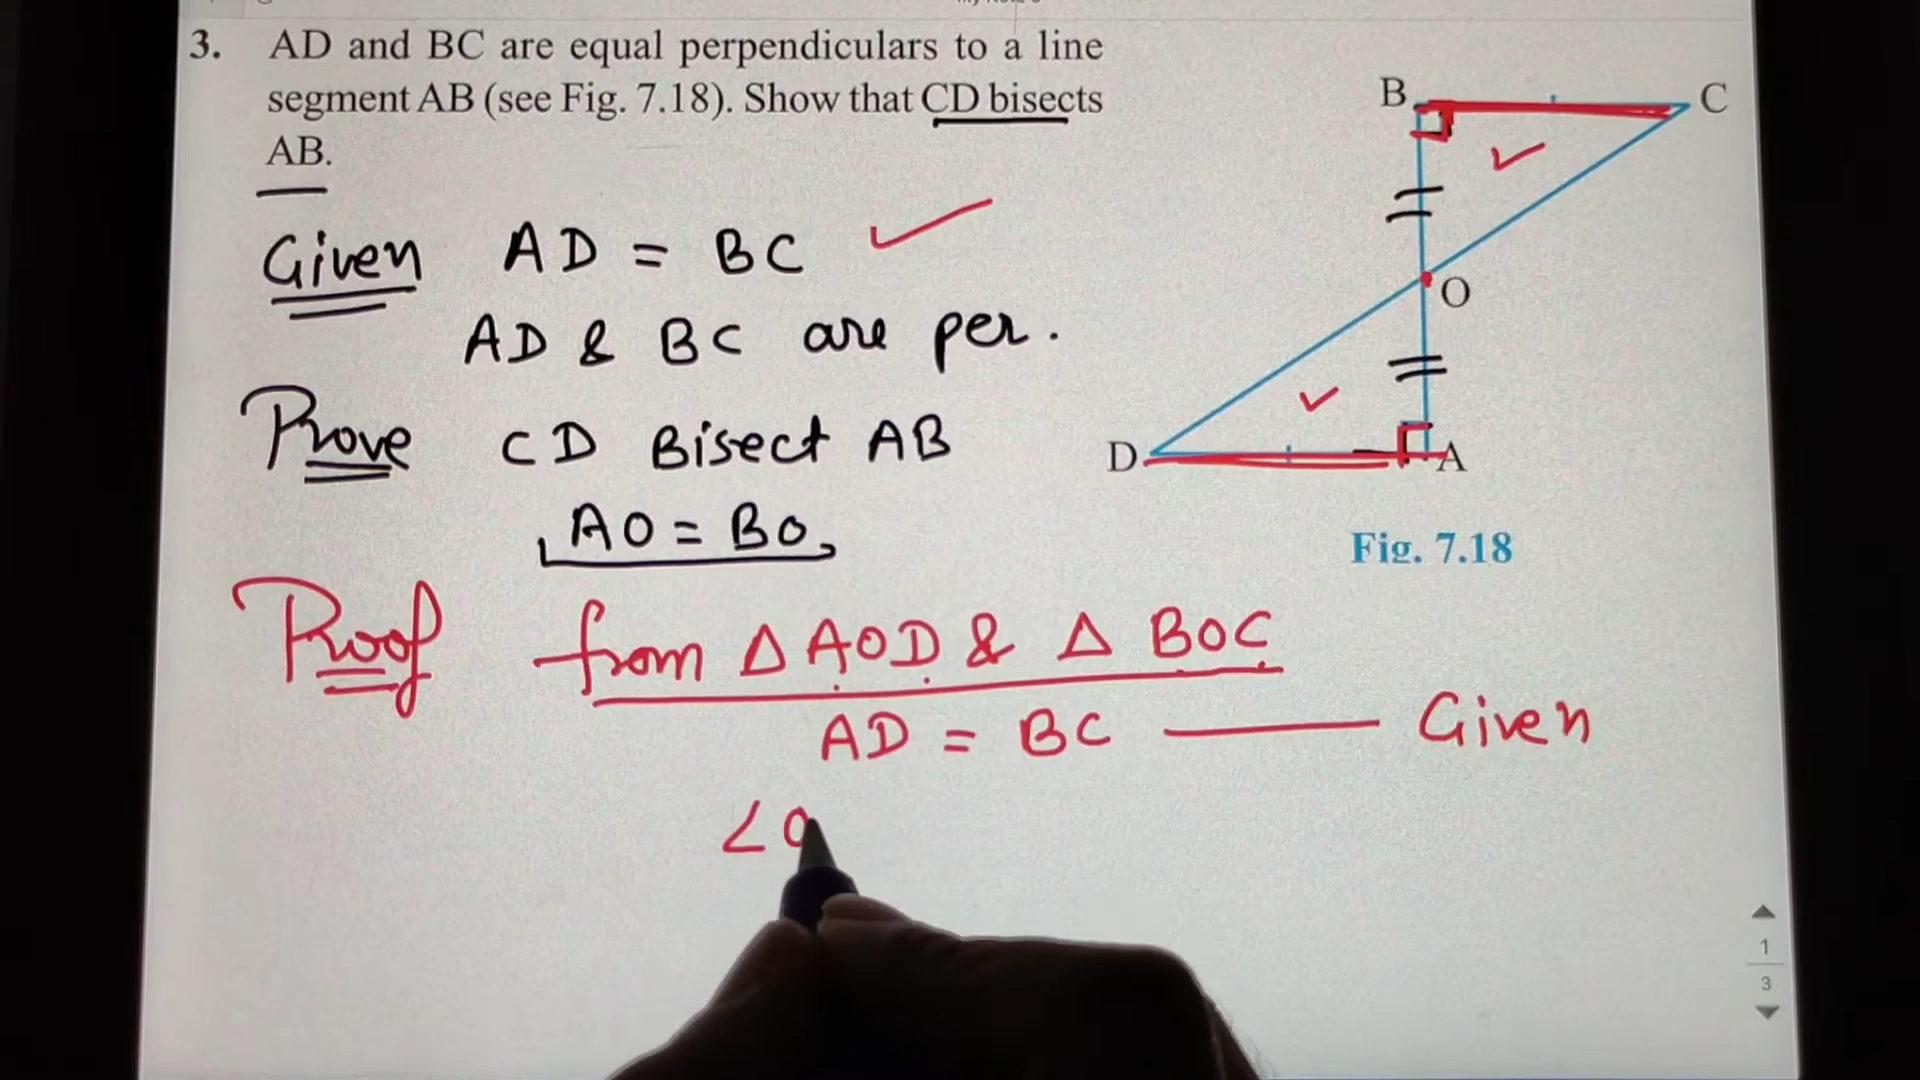 3. AD and BC are equal perpendiculars to a line
segment AB (see Fig. 7.18). Show that CD bisects
AB.
B
C
O
D
A
Fig. 7.18
Given AD = BC
AD & BC are per.
Prove CD Bisect AB
AO = BO
Proof from △ AOD & △ BOC
AD = BC —— Given
∠O
1
3